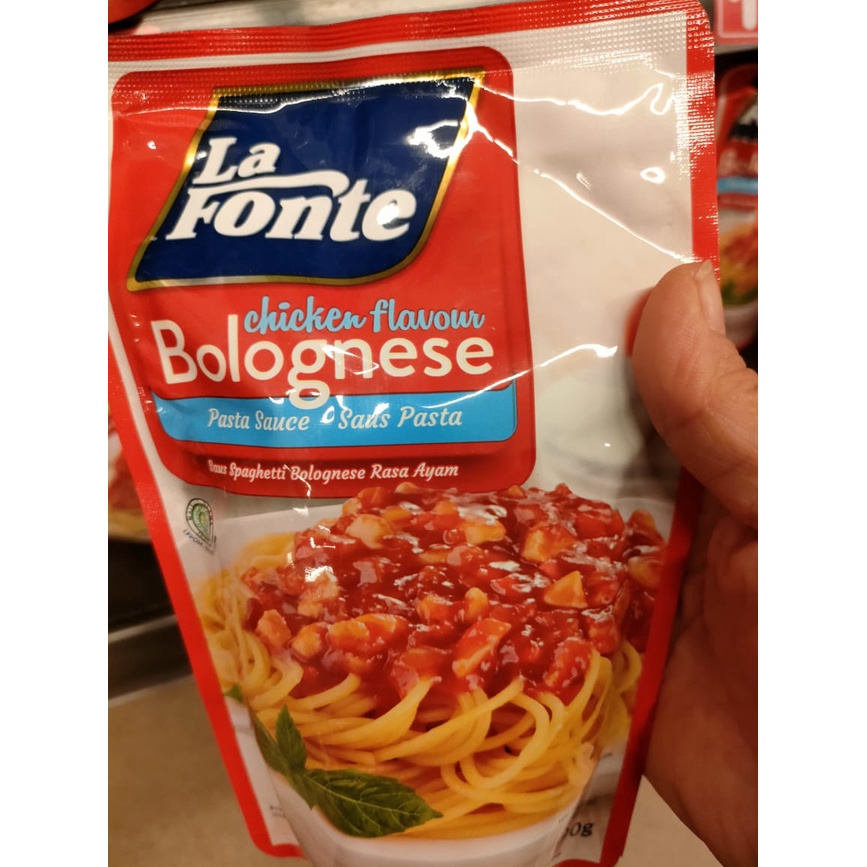 La
Fonte
chicken flavour
Bolognese
Pasta Sauce Saus Pasta
Saus Spaghetti Bolognese Rasa Ayam